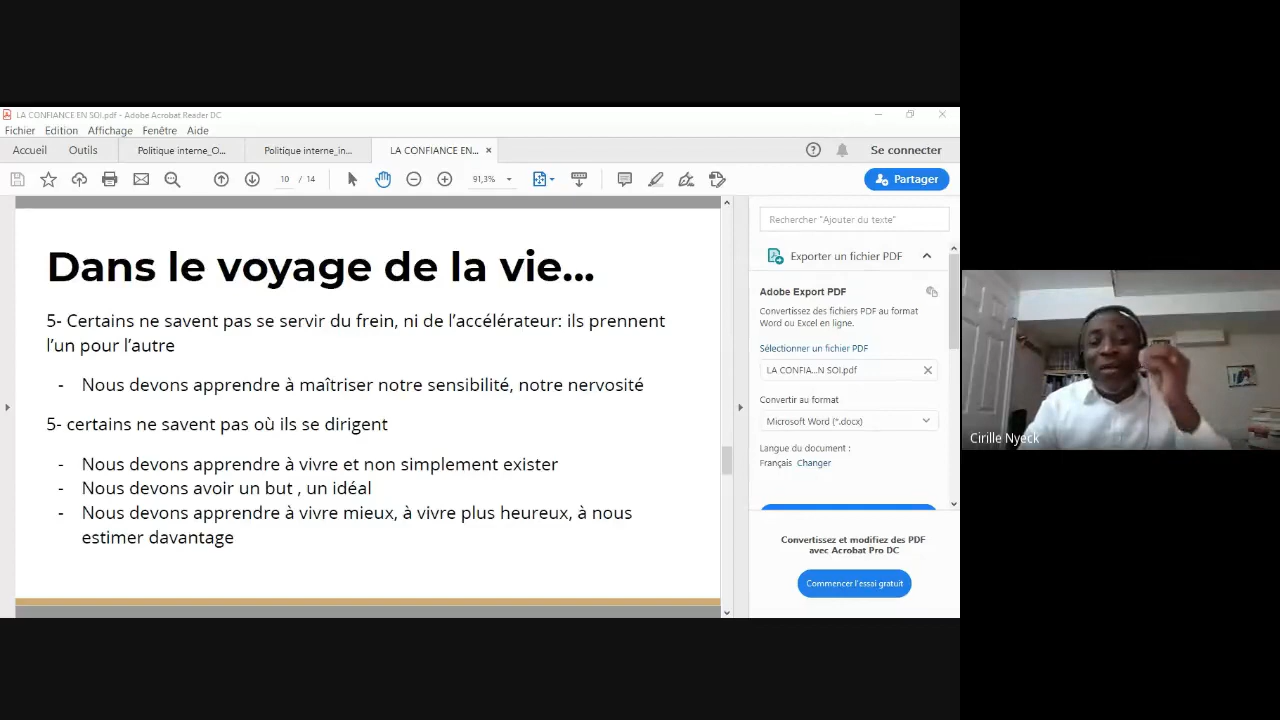 LA CONFIANCE EN SOI.pdf - Adobe Acrobat Reader DC
Fichier Edition Affichage Fenêtre Aide
Accueil Outils Politique interne_O... Politique interne_in... LA CONFIANCE EN... × Se connecter
10 / 14 91,3% Partager
Dans le voyage de la vie...
5- Certains ne savent pas se servir du frein, ni de l’accélérateur: ils prennent
l’un pour l’autre
- Nous devons apprendre à maîtriser notre sensibilité, notre nervosité
5- certains ne savent pas où ils se dirigent
- Nous devons apprendre à vivre et non simplement exister
- Nous devons avoir un but , un idéal
- Nous devons apprendre à vivre mieux, à vivre plus heureux, à nous
estimer davantage
Rechercher "Ajouter du texte"
Exporter un fichier PDF
Adobe Export PDF
Convertissez des fichiers PDF au format
Word ou Excel en ligne.
Sélectionner un fichier PDF
LA CONFIA...N SOI.pdf
Convertir au format
Microsoft Word (*.docx)
Langue du document :
Français Changer
Convertissez et modifiez des PDF
avec Acrobat Pro DC
Commencer l'essai gratuit
Cirille Nyeck